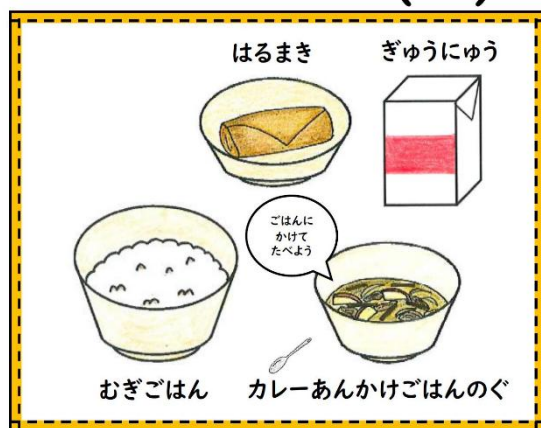 はるまき
ぎゅうにゅう
ごはんに
かけて
たべよう
むぎごはん
カレーあんかけごはんのぐ